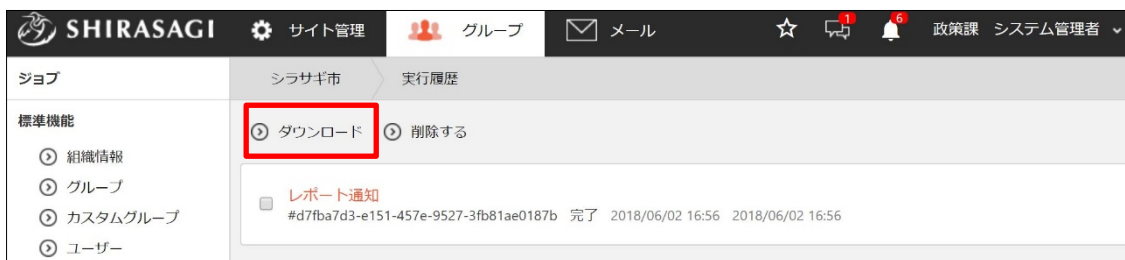 SHIRASAGI サイト管理 グループ メール 1 6 政策課 システム管理者
ジョブ シラサギ市 実行履歴
標準機能 ダウンロード 削除する
組織情報
グループ レポート通知
カスタムグループ #d7fba7d3-e151-457e-9527-3fb81ae0187b 完了 2018/06/02 16:56 2018/06/02 16:56
ユーザー